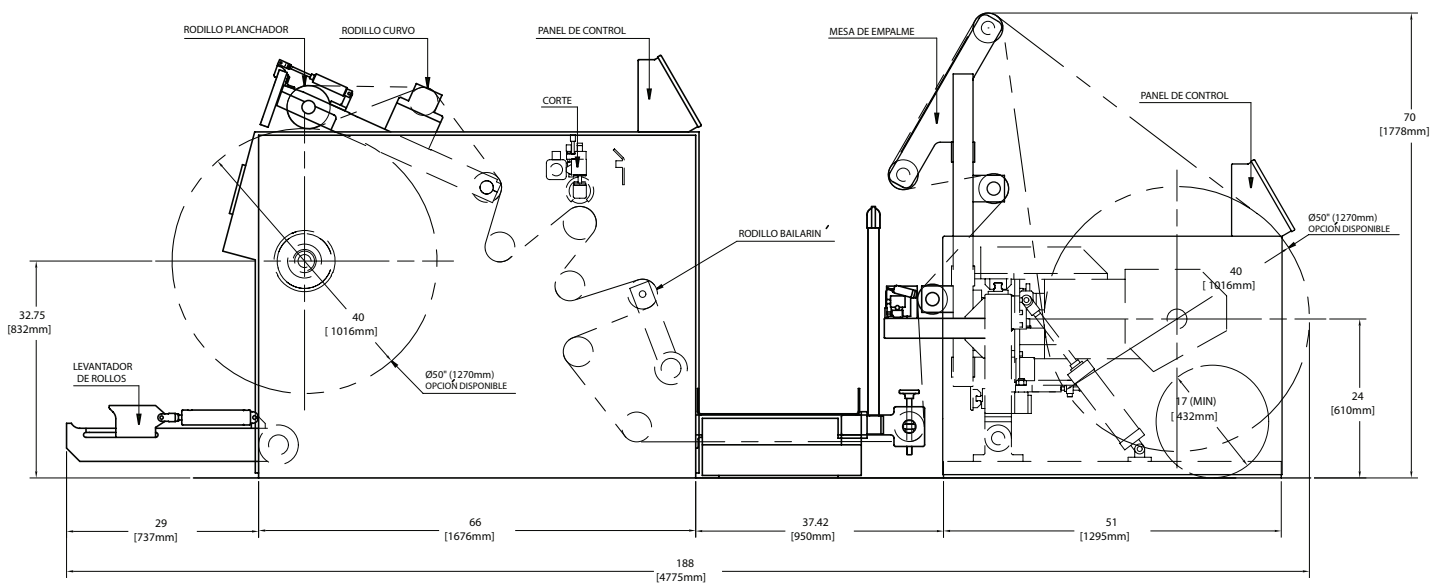 RODILLO PLANCHADOR
RODILLO CURVO
PANEL DE CONTROL
MESA DE EMPALME
CORTE
PANEL DE CONTROL
70
[1778mm]
RODILLO BAILARIN ´
Ø50" (1270mm)
OPCIÓN DISPONIBLE
40
[ 1016mm]
32.75
[832mm]
40
[ 1016mm]
LEVANTADOR
DE ROLLOS
Ø50" (1270mm)
OPCIÓN DISPONIBLE
17 (MIN)
[ 432mm]
24
[610mm]
29
[737mm]
66
[1676mm]
37.42
[950mm]
51
[1295mm]
188
[4775mm]